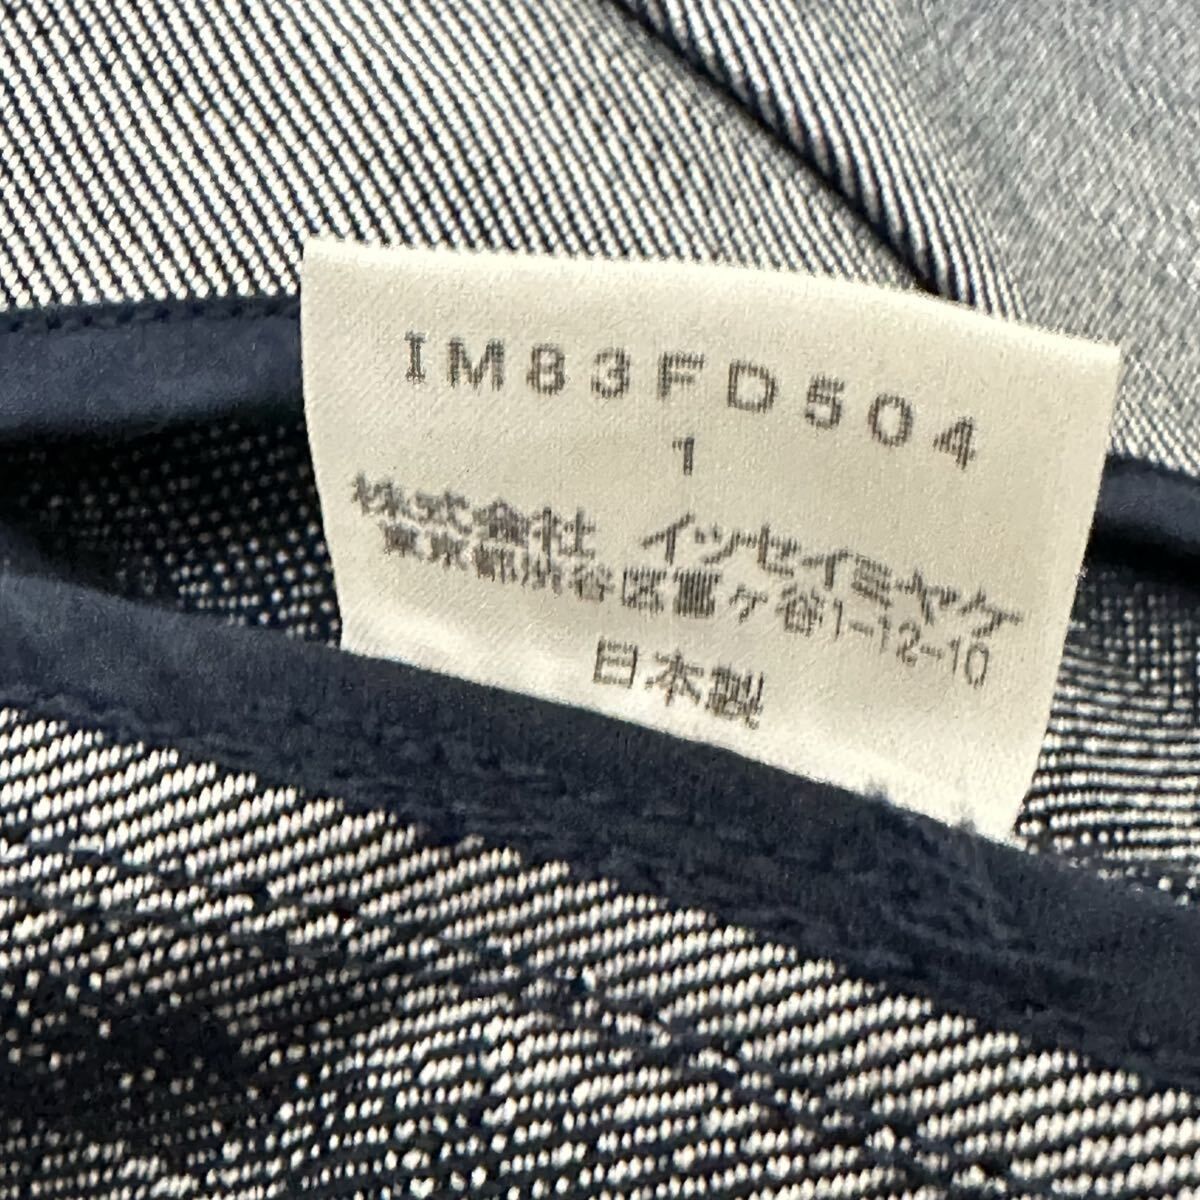 IM83FD504
1
株式会社 イッセイミヤケ
東京都渋谷区富ヶ谷1-12-10
日本製